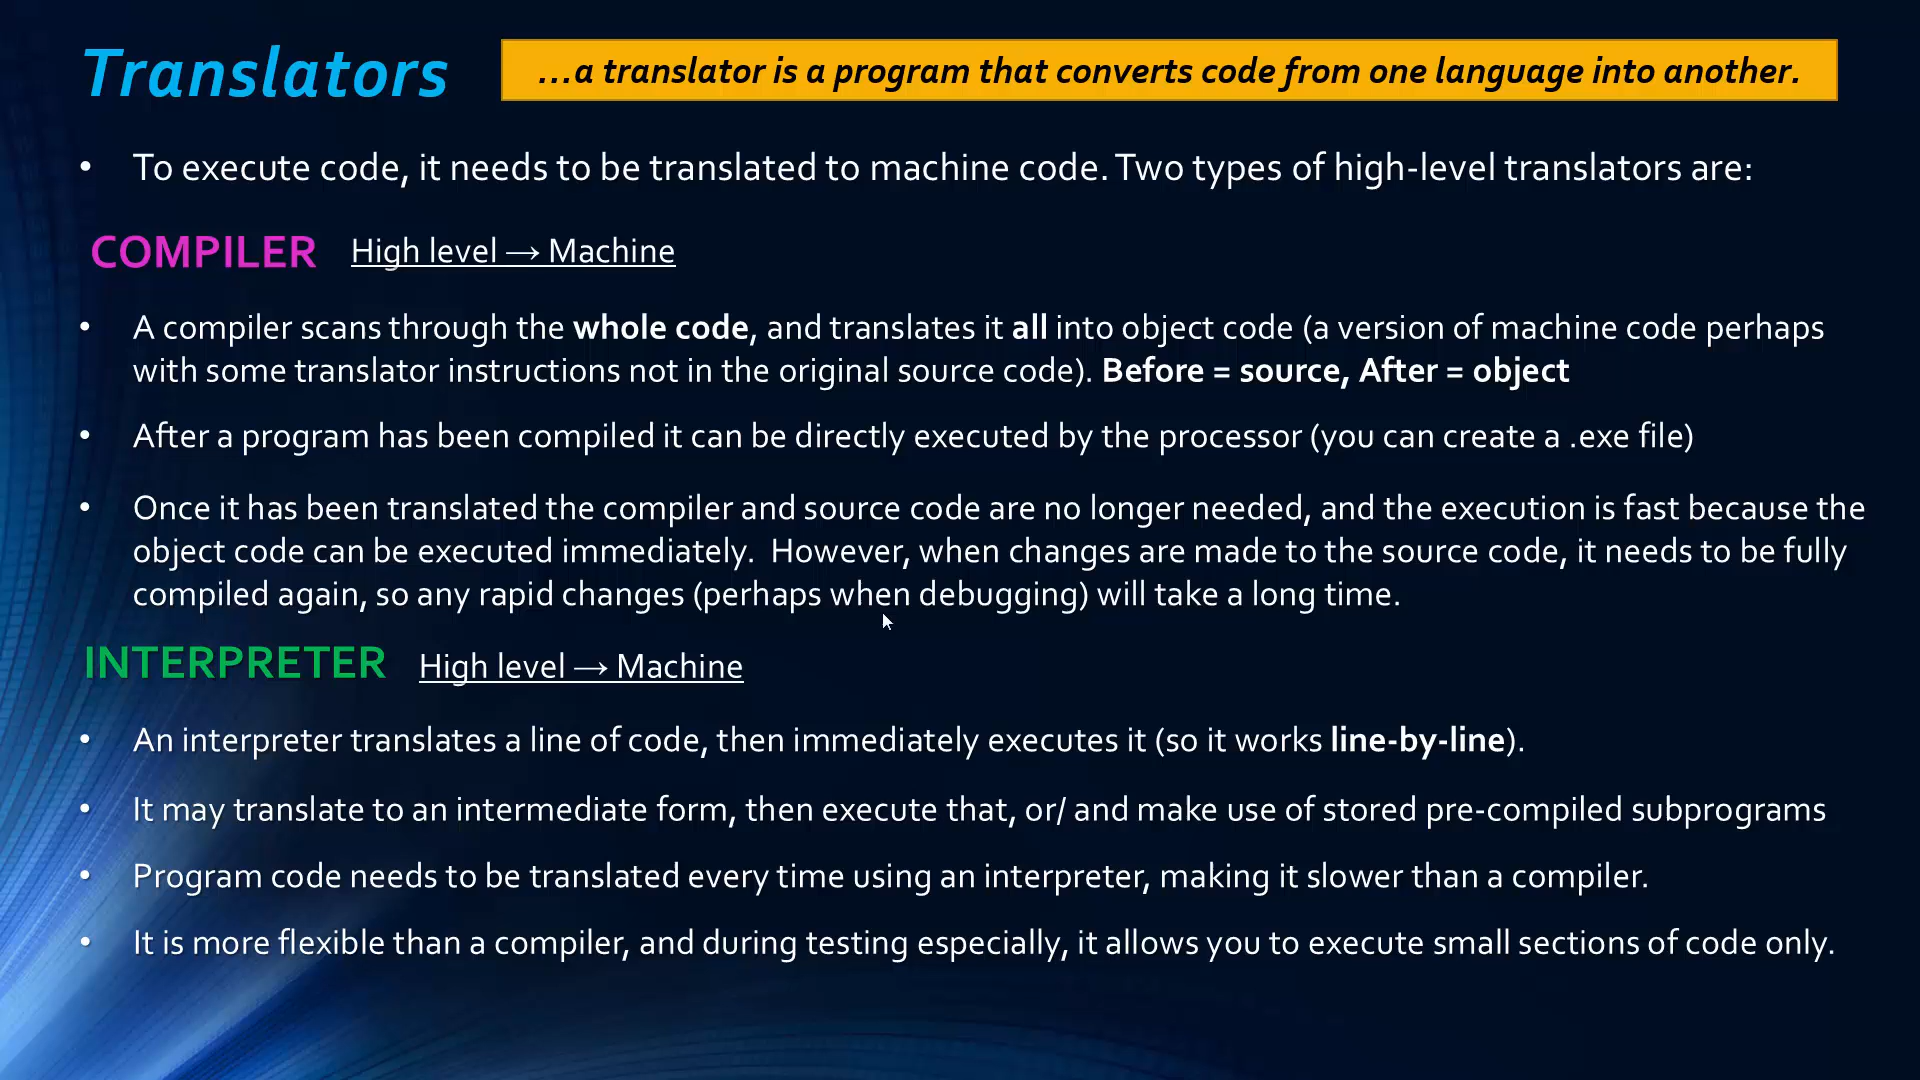 Translators
...a translator is a program that converts code from one language into another.
• To execute code, it needs to be translated to machine code. Two types of high-level translators are:
COMPILER High level → Machine
• A compiler scans through the whole code, and translates it all into object code (a version of machine code perhaps
with some translator instructions not in the original source code). Before = source, After = object
• After a program has been compiled it can be directly executed by the processor (you can create a .exe file)
• Once it has been translated the compiler and source code are no longer needed, and the execution is fast because the
object code can be executed immediately.  However, when changes are made to the source code, it needs to be fully
compiled again, so any rapid changes (perhaps when debugging) will take a long time.
INTERPRETER High level → Machine
• An interpreter translates a line of code, then immediately executes it (so it works line-by-line).
• It may translate to an intermediate form, then execute that, or/ and make use of stored pre-compiled subprograms
• Program code needs to be translated every time using an interpreter, making it slower than a compiler.
• It is more flexible than a compiler, and during testing especially, it allows you to execute small sections of code only.